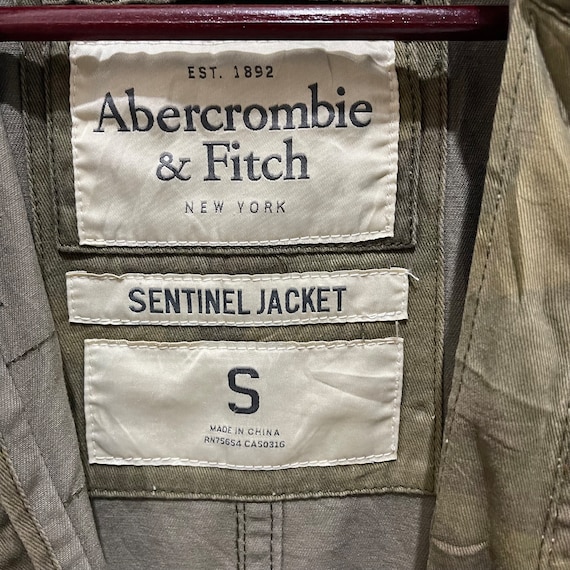 EST. 1892
Abercrombie
& Fitch
NEW YORK
SENTINEL JACKET
S
MADE IN CHINA
RN75654 CA50316